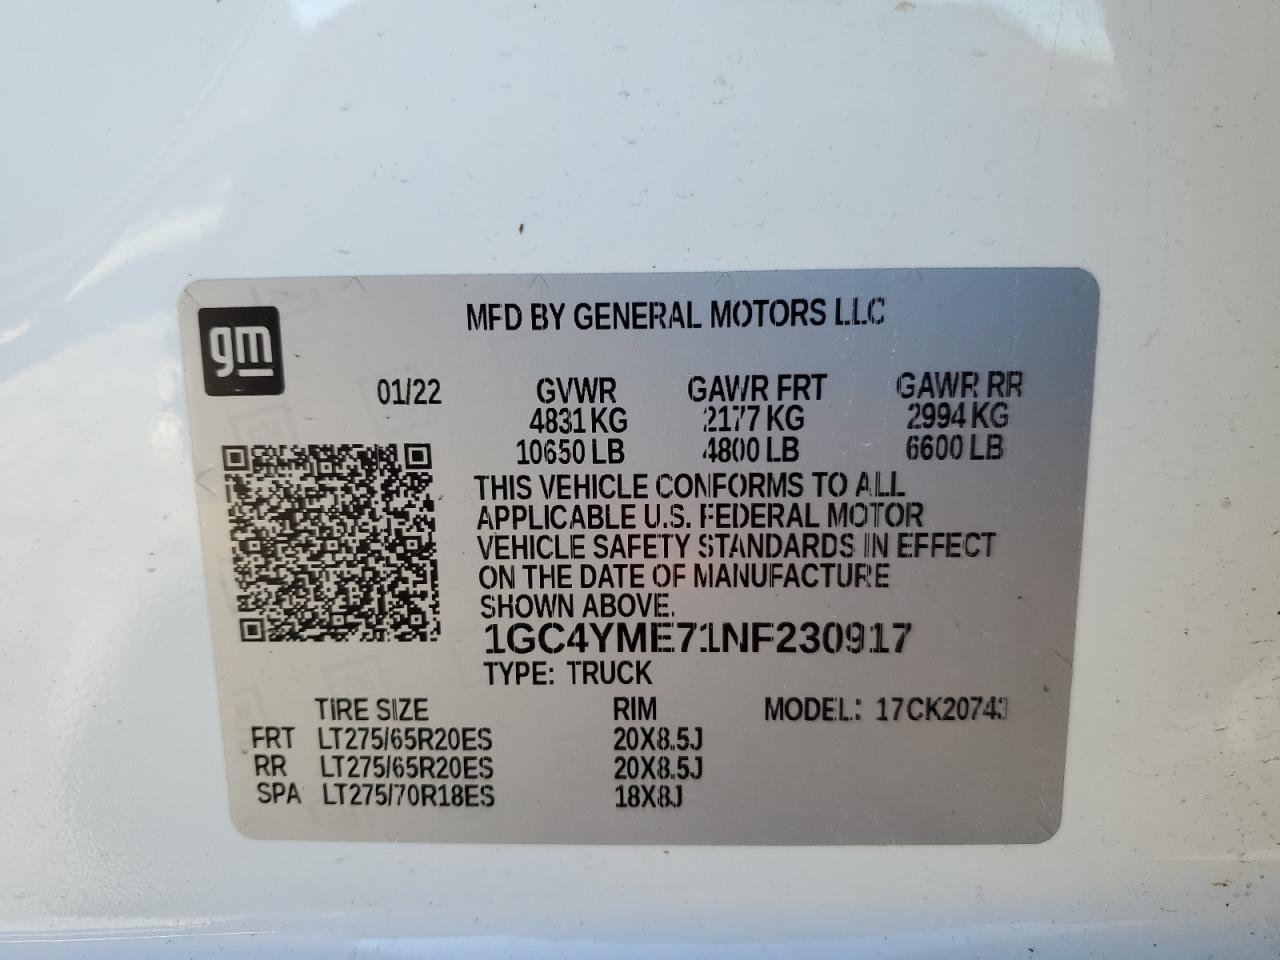 gm
MFD BY GENERAL MOTORS LLC
01/22 GVWR GAWR FRT GAWR RR
4831 KG 2177 KG 2994 KG
10650 LB 4800 LB 6600 LB
THIS VEHICLE CONFORMS TO ALL
APPLICABLE U.S. FEDERAL MOTOR
VEHICLE SAFETY STANDARDS IN EFFECT
ON THE DATE OF MANUFACTURE
SHOWN ABOVE.
1GC4YME71NF230917
TYPE: TRUCK
TIRE SIZE RIM MODEL: 17CK20743
FRT LT275/65R20ES 20X8.5J
RR LT275/65R20ES 20X8.5J
SPA LT275/70R18ES 18X8J